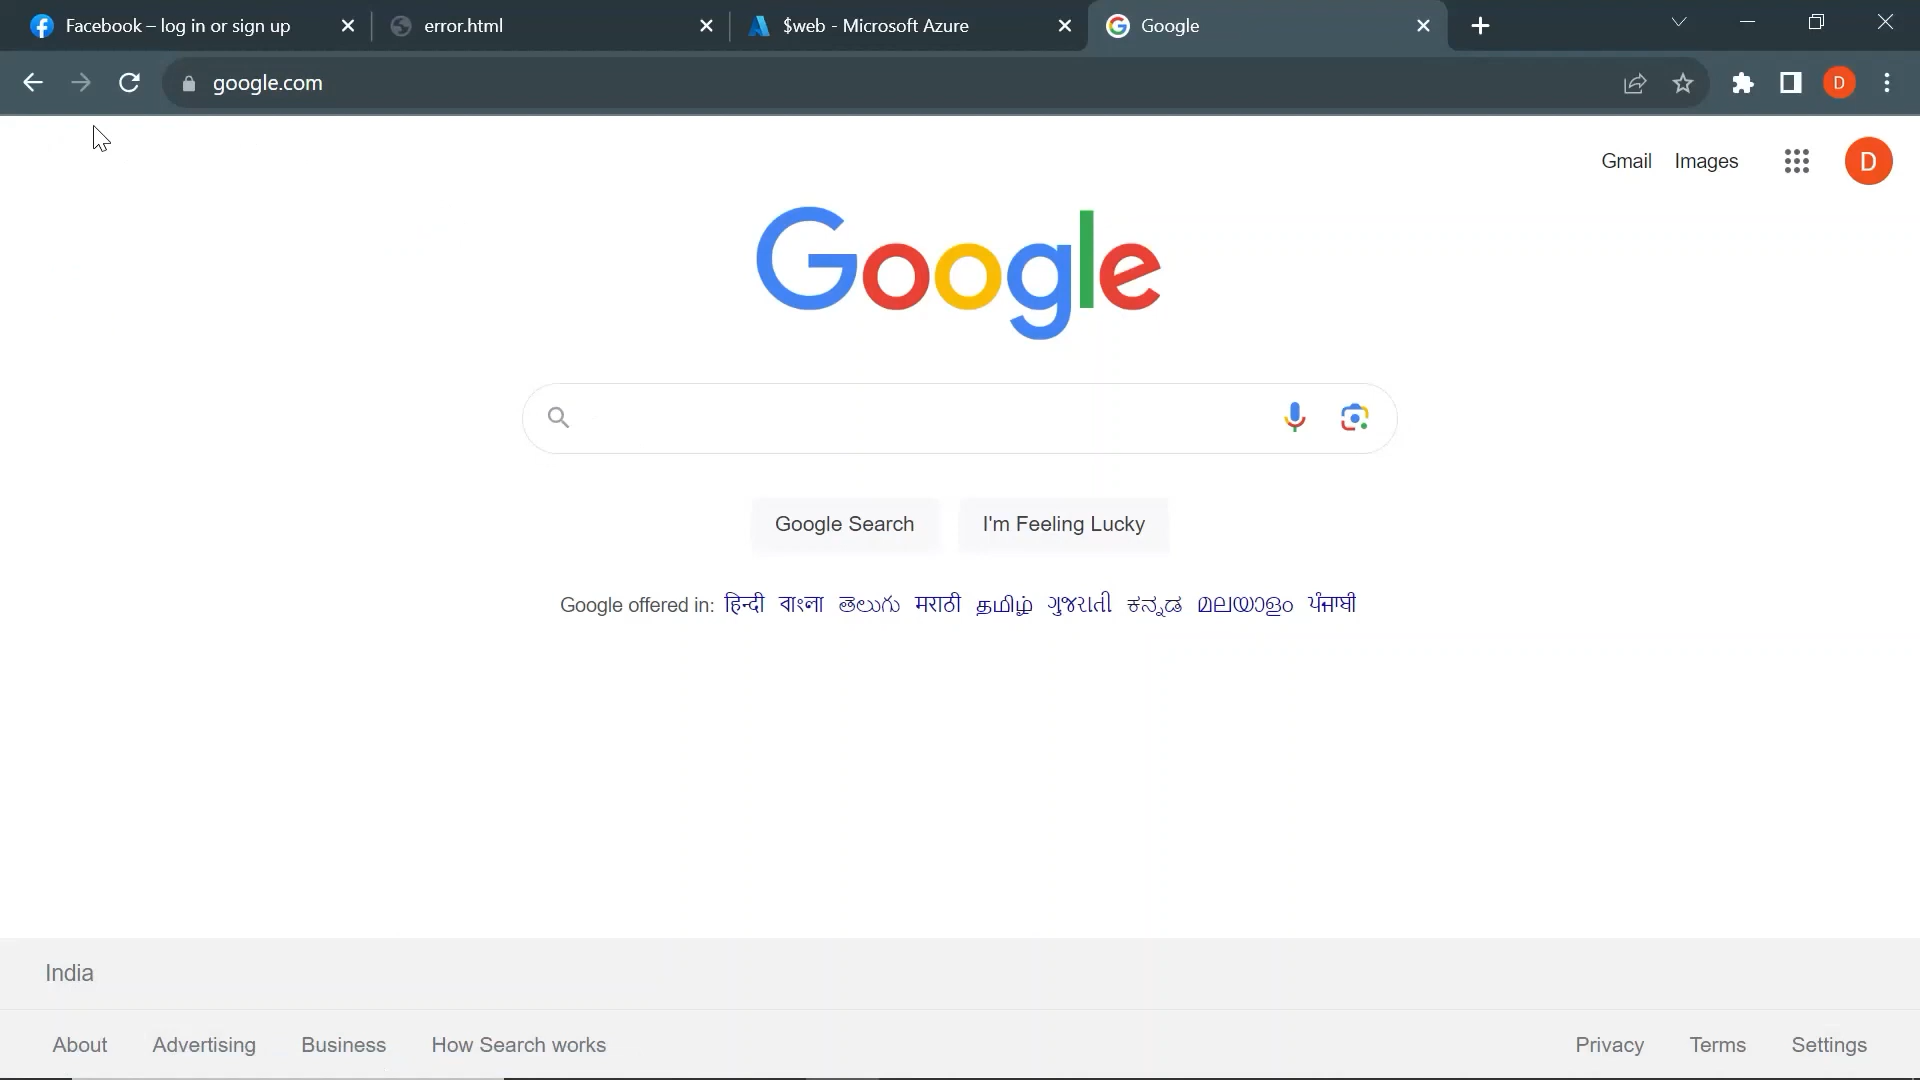 Facebook – log in or sign up
error.html
$web - Microsoft Azure
Google
google.com
D
Gmail Images
D
Google
Google Search
I'm Feeling Lucky
Google offered in: हिन्दी বাংলা తెలుగు मराठी தமிழ் ગુજરાતી ಕನ್ನಡ മലയാളം ਪੰਜਾਬੀ
India
About Advertising Business How Search works
Privacy Terms Settings